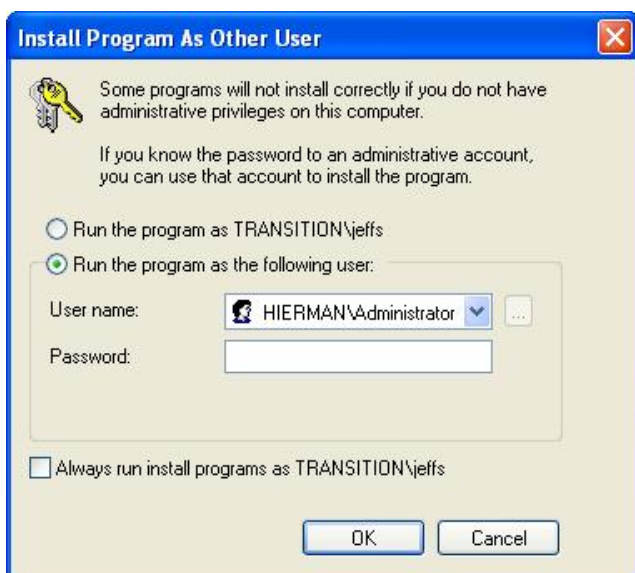 Install Program As Other User
Some programs will not install correctly if you do not have
administrative privileges on this computer.
If you know the password to an administrative account,
you can use that account to install the program.
Run the program as TRANSITION\jeffs
Run the program as the following user:
User name:
HIERMAN\Administrator
...
Password:
Always run install programs as TRANSITION\jeffs
OK
Cancel